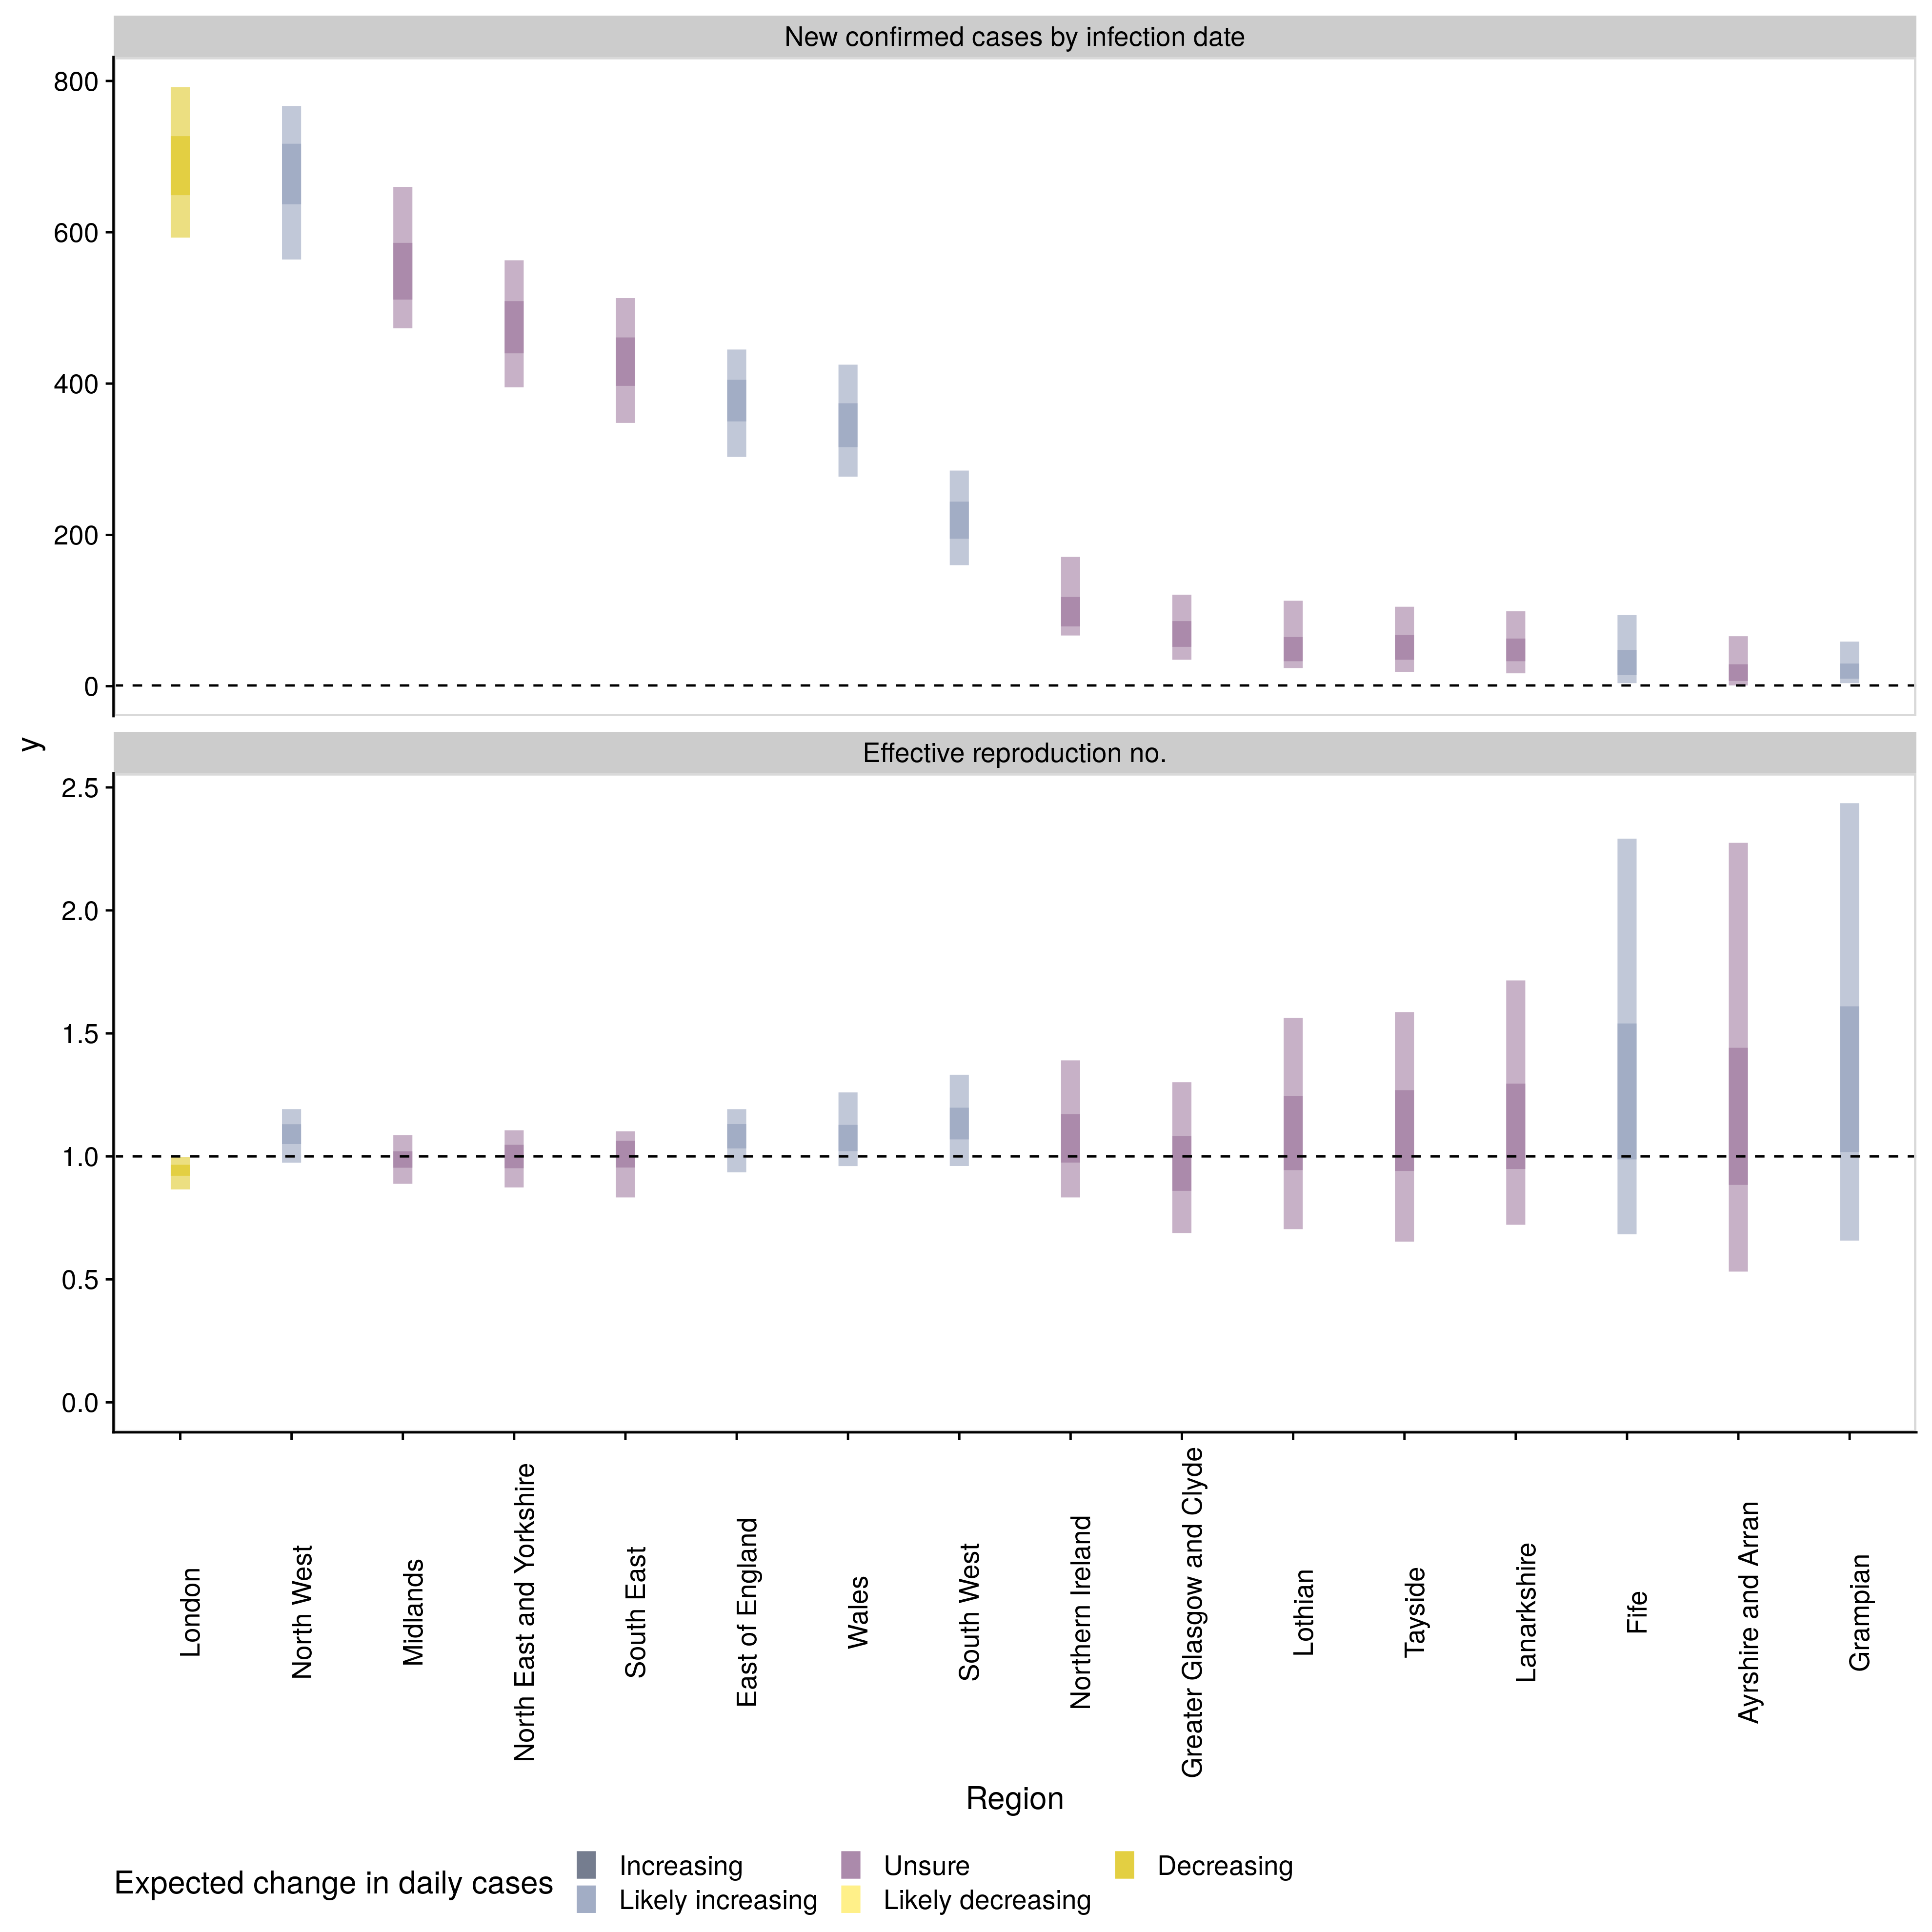 New confirmed cases by infection date
800
600
400
200
0
y
Effective reproduction no.
2.5
2.0
1.5
1.0
0.5
0.0
London
North West
Midlands
North East and Yorkshire
South East
East of England
Wales
South West
Northern Ireland
Greater Glasgow and Clyde
Lothian
Tayside
Lanarkshire
Fife
Ayrshire and Arran
Grampian
Region
Expected change in daily cases
Increasing
Likely increasing
Unsure
Likely decreasing
Decreasing